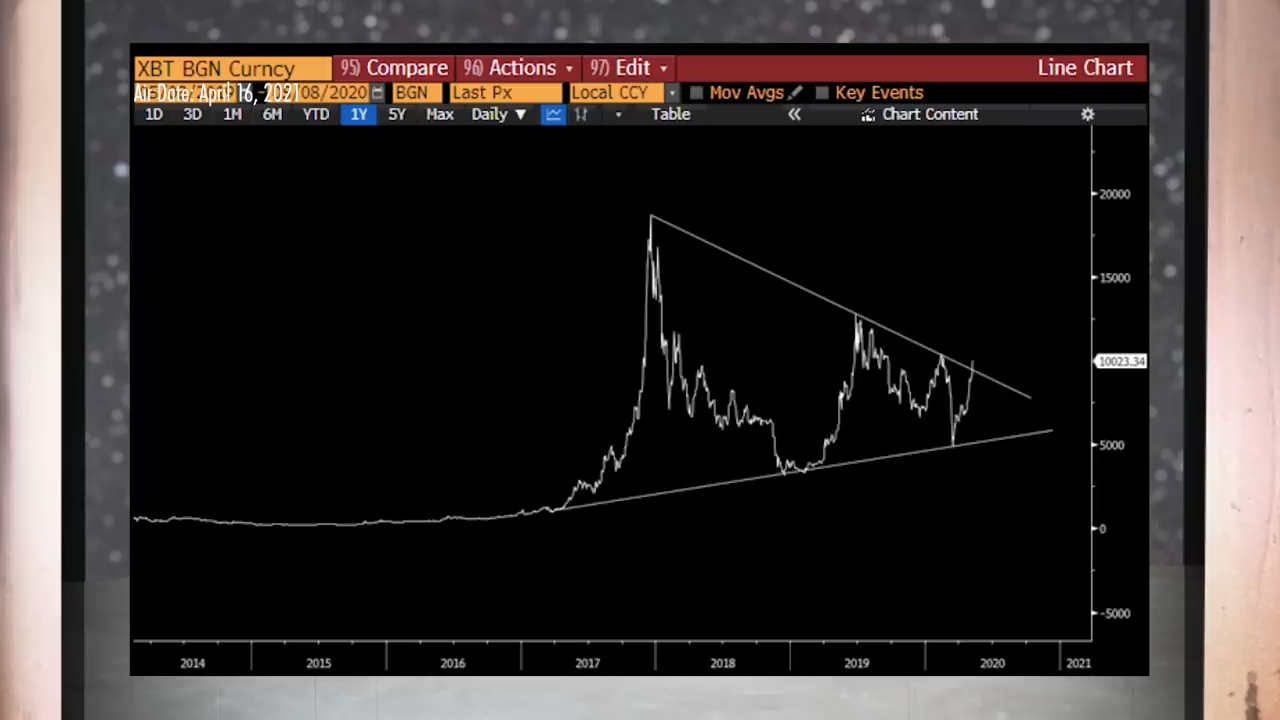 XBT BGN Curncy 95) Compare 96) Actions 97) Edit Line Chart
Air Date: April 16, 2021 08/2020 BGN Last Px Local CCY Mov Avgs Key Events
1D 3D 1M 6M YTD 1Y 5Y Max Daily ▼ Table « Chart Content
20000
15000
10023.34
5000
0
-5000
2014 2015 2016 2017 2018 2019 2020 2021